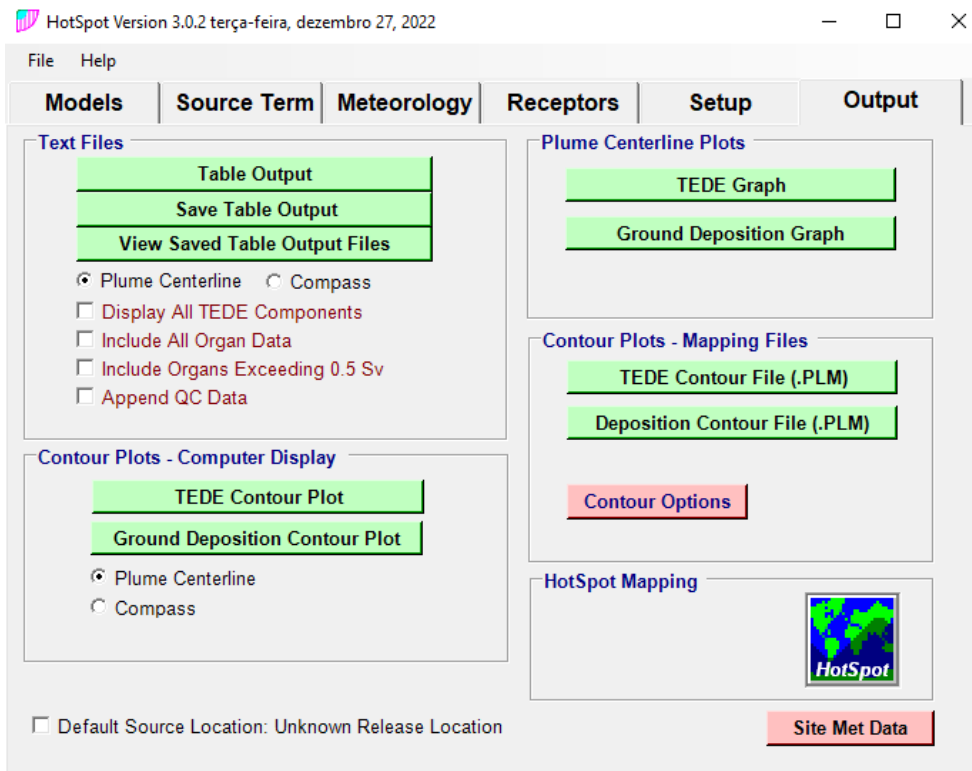 HotSpot Version 3.0.2 terça-feira, dezembro 27, 2022
File Help
Models Source Term Meteorology Receptors Setup Output
Text Files
Table Output
Save Table Output
View Saved Table Output Files
Plume Centerline Compass
Display All TEDE Components
Include All Organ Data
Include Organs Exceeding 0.5 Sv
Append QC Data
Contour Plots - Computer Display
TEDE Contour Plot
Ground Deposition Contour Plot
Plume Centerline
Compass
Plume Centerline Plots
TEDE Graph
Ground Deposition Graph
Contour Plots - Mapping Files
TEDE Contour File (.PLM)
Deposition Contour File (.PLM)
Contour Options
HotSpot Mapping
HotSpot
Default Source Location: Unknown Release Location
Site Met Data